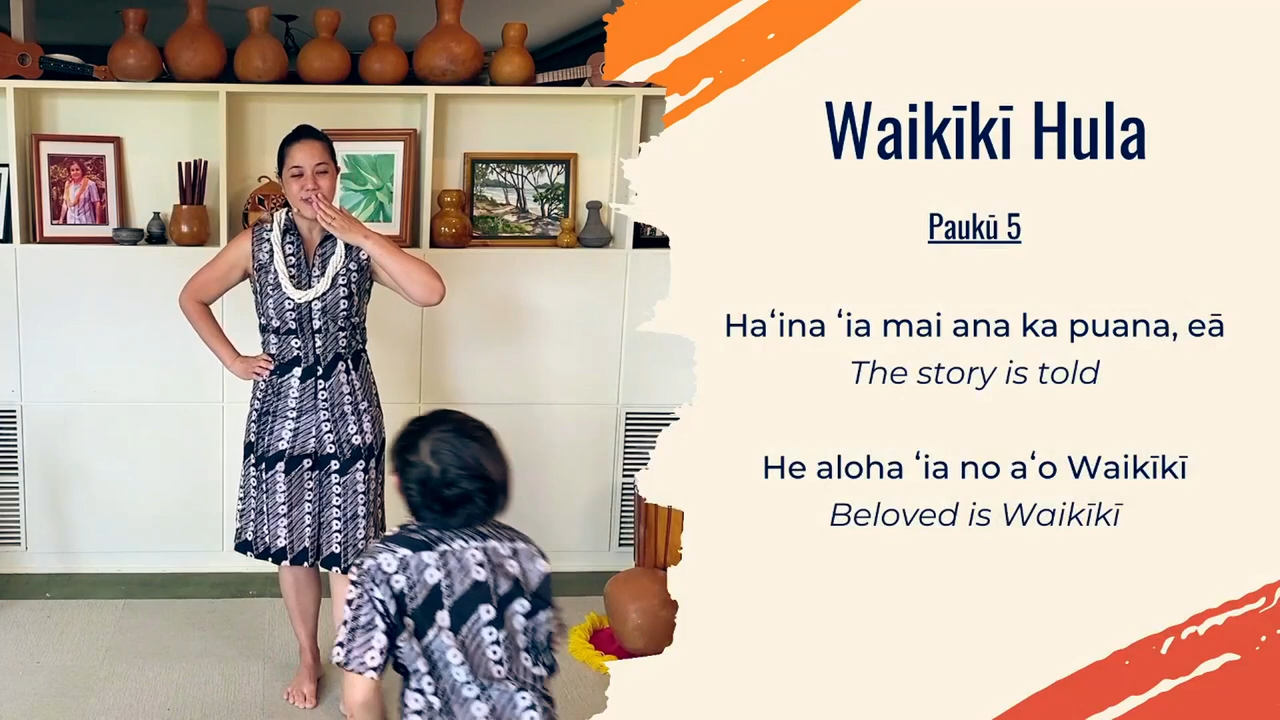 Waikīkī Hula
Paukū 5
Haʻina ʻia mai ana ka puana, eā
The story is told
He aloha ʻia no aʻo Waikīkī
Beloved is Waikīkī